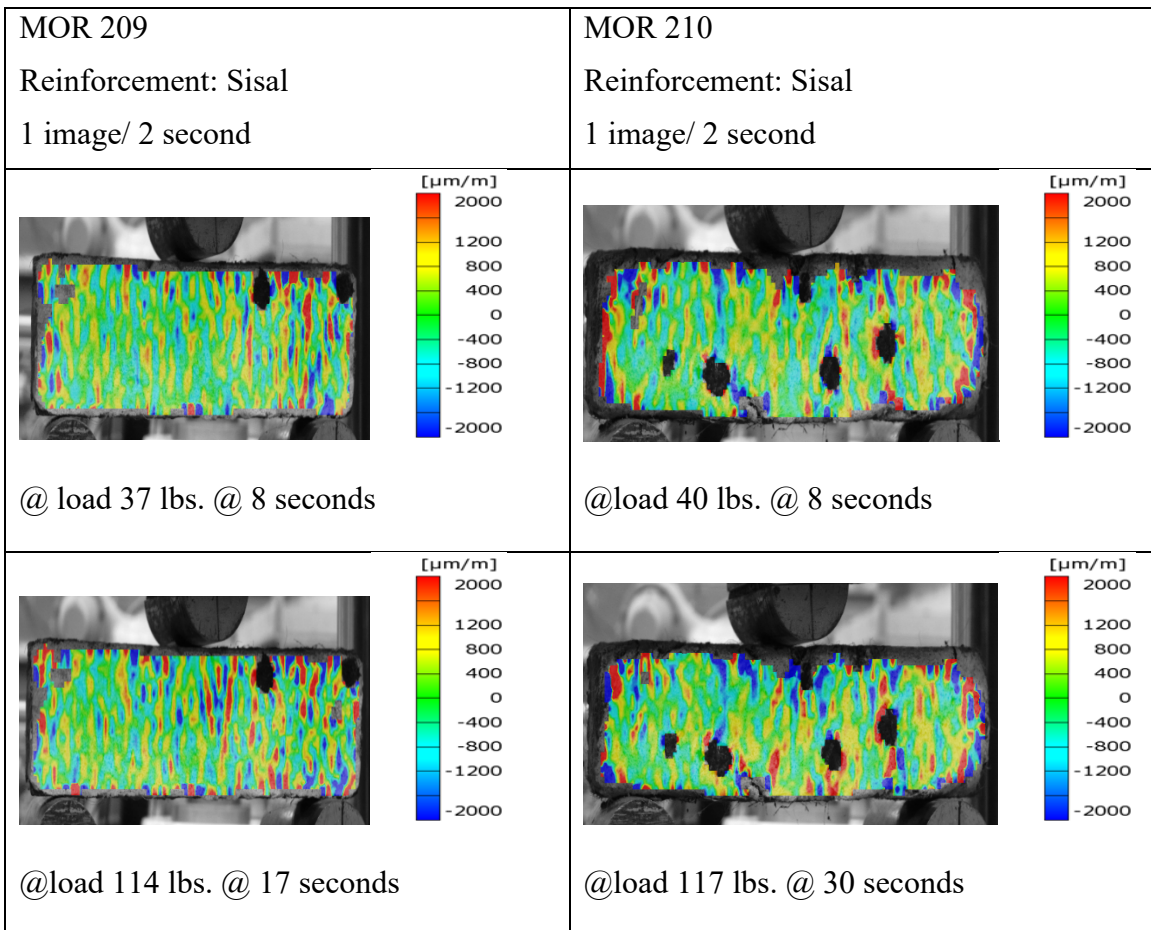 MOR 209
Reinforcement: Sisal
1 image/ 2 second
MOR 210
Reinforcement: Sisal
1 image/ 2 second
[µm/m]
2000
1200
800
400
0
-400
-800
-1200
-2000
@ load 37 lbs. @ 8 seconds
[µm/m]
2000
1200
800
400
0
-400
-800
-1200
-2000
@load 40 lbs. @ 8 seconds
[µm/m]
2000
1200
800
400
0
-400
-800
-1200
-2000
@load 114 lbs. @ 17 seconds
[µm/m]
2000
1200
800
400
0
-400
-800
-1200
-2000
@load 117 lbs. @ 30 seconds